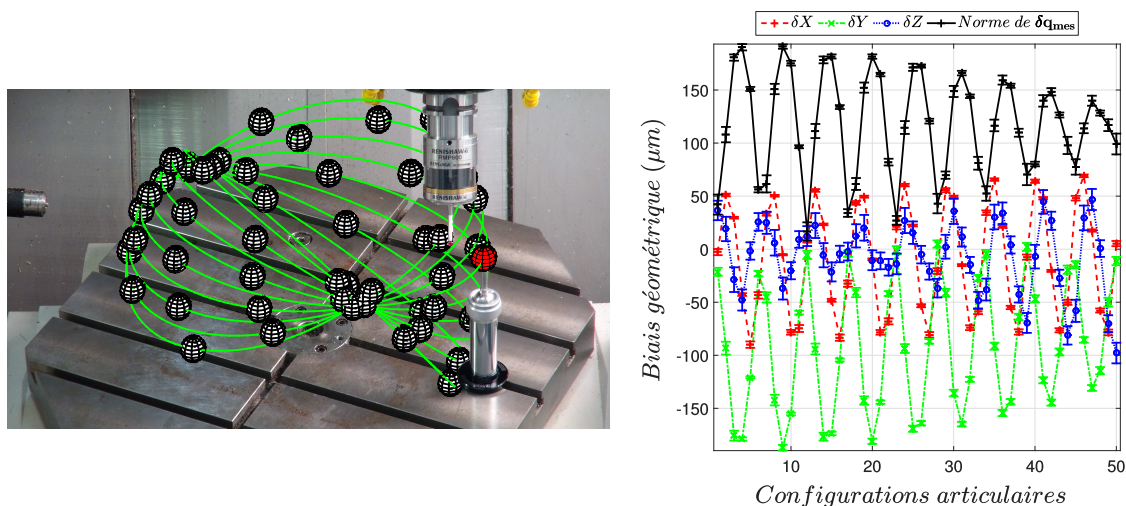 RENISHAW
RMP600
RENISHAW
δX δY δZ Norme de δq_mes
Biais géométrique (μm)
150
100
50
0
-50
-100
-150
10 20 30 40 50
Configurations articulaires